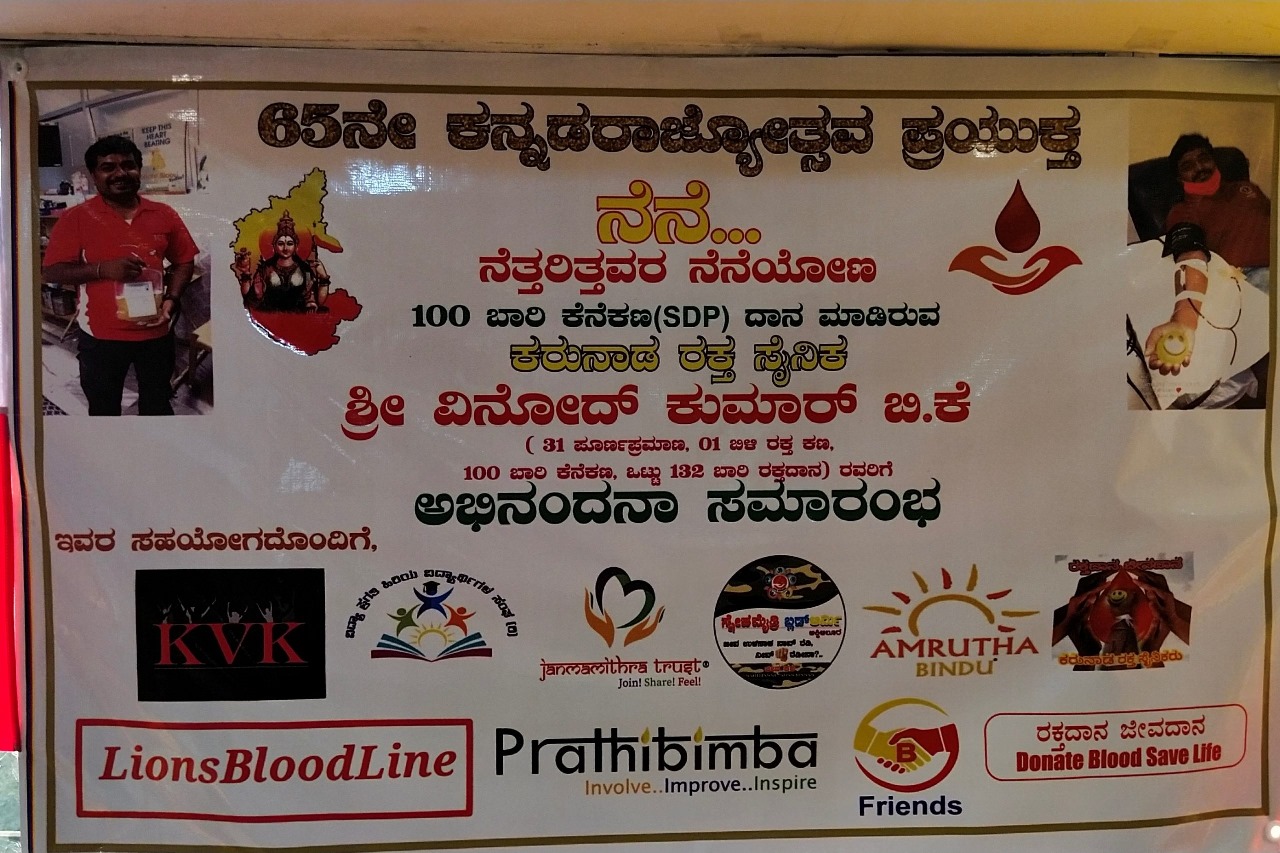 65ನೇ ಕನ್ನಡರಾಜ್ಯೋತ್ಸವ ಪ್ರಯುಕ್ತ
KEEP THIS
HEART
BEATING
ನೆನೆ...
ನೆತ್ತರಿತ್ತವರ ನೆನೆಯೋಣ
100 ಬಾರಿ ಕೆನೆಕಣ(SDP) ದಾನ ಮಾಡಿರುವ
ಕರುನಾಡ ರಕ್ತ ಸೈನಿಕ
ಶ್ರೀ ವಿನೋದ್ ಕುಮಾರ್ ಬಿ.ಕೆ
( 31 ಪೂರ್ಣಪ್ರಮಾಣ, 01 ಬಿಳಿ ರಕ್ತ ಕಣ,
100 ಬಾರಿ ಕೆನೆಕಣ, ಒಟ್ಟು 132 ಬಾರಿ ರಕ್ತದಾನ) ರವರಿಗೆ
ಅಭಿನಂದನಾ ಸಮಾರಂಭ
ಇವರ ಸಹಯೋಗದೊಂದಿಗೆ,
KVK
ವಿದ್ಯಾ ಹಿರಿಯ ವಿದ್ಯಾರ್ಥಿಗಳ ಸಂಘ (ರಿ)
janmamithra trust®
Join! Share! Feel!
ಸ್ನೇಹಮೈತ್ರಿ ಬ್ಲಡ್ ಆರ್ಮಿ
AMRUTHA
BINDU
ಕರುನಾಡ ರಕ್ತ ಸೈನಿಕರು
LionsBloodLine
Prathibimba
Involve..Improve..Inspire
B
Friends
ರಕ್ತದಾನ ಜೀವದಾನ
Donate Blood Save Life